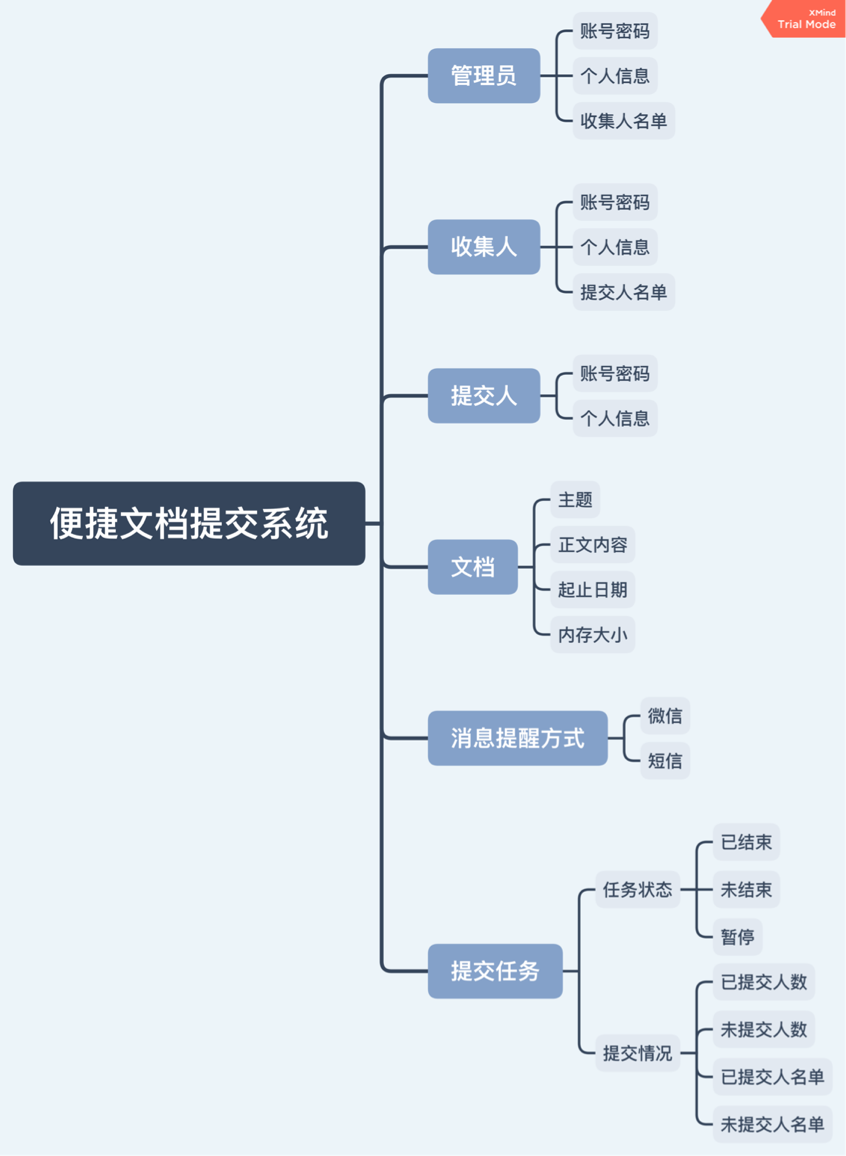 XMind
Trial Mode
管理员
账号密码
个人信息
收集人名单
收集人
账号密码
个人信息
提交人名单
提交人
账号密码
个人信息
便捷文档提交系统
文档
主题
正文内容
起止日期
内存大小
消息提醒方式
微信
短信
提交任务
任务状态
已结束
未结束
暂停
提交情况
已提交人数
未提交人数
已提交人名单
未提交人名单